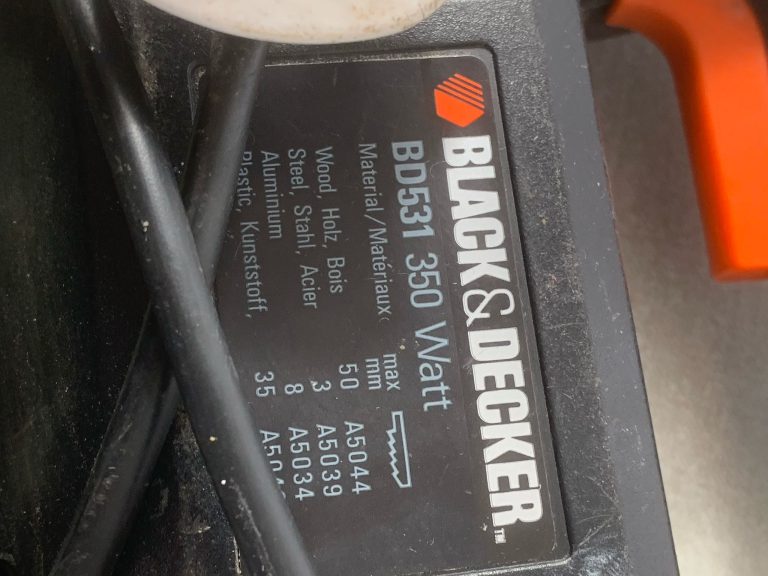 BLACK&DECKER™
BD531 350 Watt
max
Material/Matériaux mm
Wood, Holz, Bois 50 A5044
Steel, Stahl, Acier 3 A5039
Aluminium 8 A5034
Plastic, Kunststoff, 35